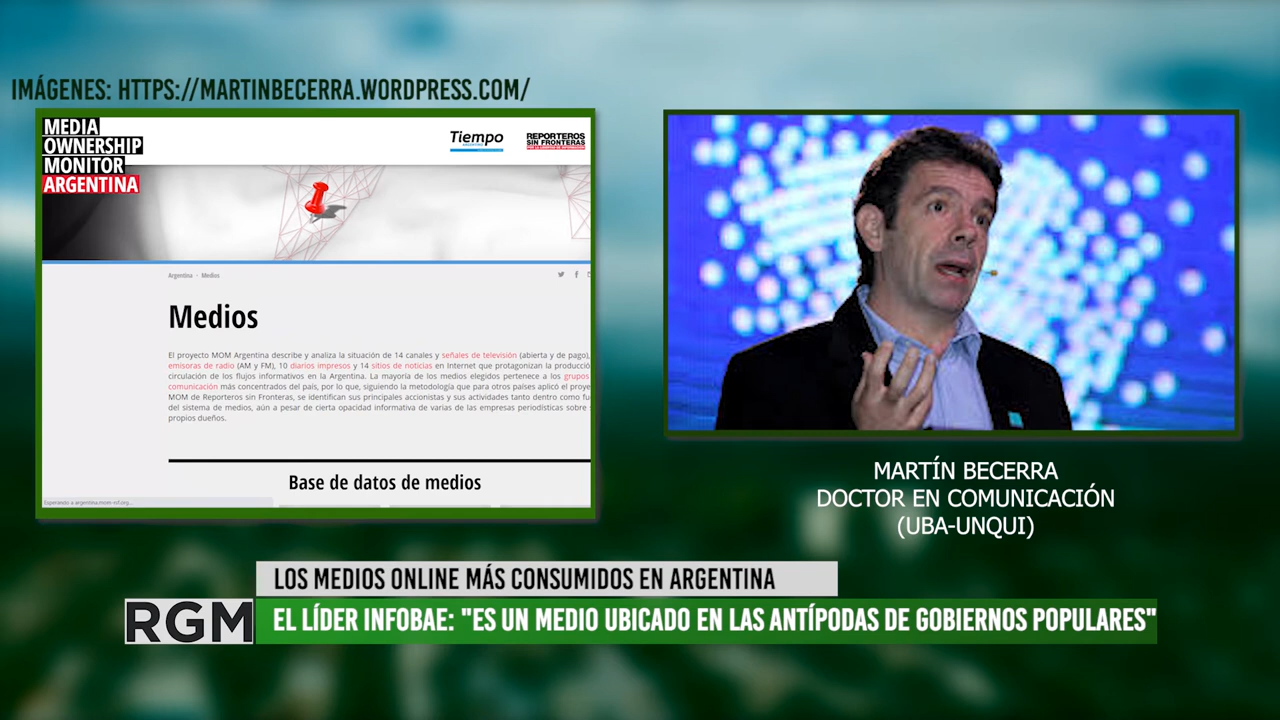 IMÁGENES: HTTPS://MARTINBECERRA.WORDPRESS.COM/
MEDIA
OWNERSHIP
MONITOR
ARGENTINA
Tiempo
ARGENTINO
REPORTEROS
SIN FRONTERAS
Argentina
Medios
Medios
El proyecto MOM Argentina describe y analiza la situación de 14 canales y señales de televisión (abierta y de pago),
emisoras de radio (AM y FM), 10 diarios impresos y 14 sitios de noticias en Internet que protagonizan la producció
circulación de los flujos informativos en la Argentina. La mayoría de los medios elegidos pertenece a los grupos
comunicación más concentrados del país, por lo que, siguiendo la metodología que para otros países aplicó el proye
MOM de Reporteros sin Fronteras, se identifican sus principales accionistas y sus actividades tanto dentro como fu
del sistema de medios, aún a pesar de cierta opacidad informativa de varias de las empresas periodísticas sobre s
propios dueños.
Base de datos de medios
Esperando a argentina.mom-rsf.org...
MARTÍN BECERRA
DOCTOR EN COMUNICACIÓN
(UBA-UNQUI)
LOS MEDIOS ONLINE MÁS CONSUMIDOS EN ARGENTINA
RGM
EL LÍDER INFOBAE: "ES UN MEDIO UBICADO EN LAS ANTÍPODAS DE GOBIERNOS POPULARES"